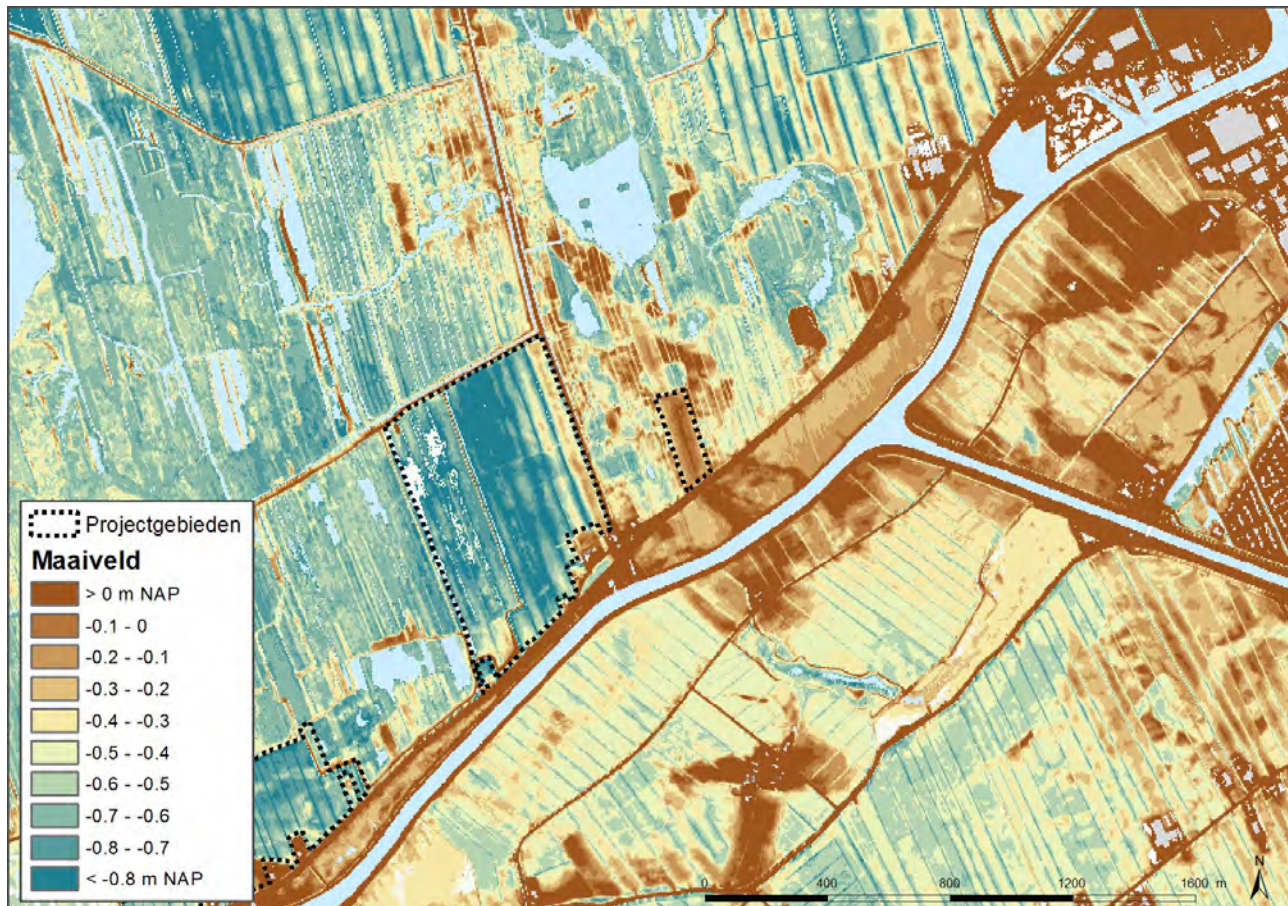 Projectgebieden
Maaiveld
> 0 m NAP
-0.1 - 0
-0.2 - -0.1
-0.3 - -0.2
-0.4 - -0.3
-0.5 - -0.4
-0.6 - -0.5
-0.7 - -0.6
-0.8 - -0.7
< -0.8 m NAP
N
0 400 800 1200 1600 m